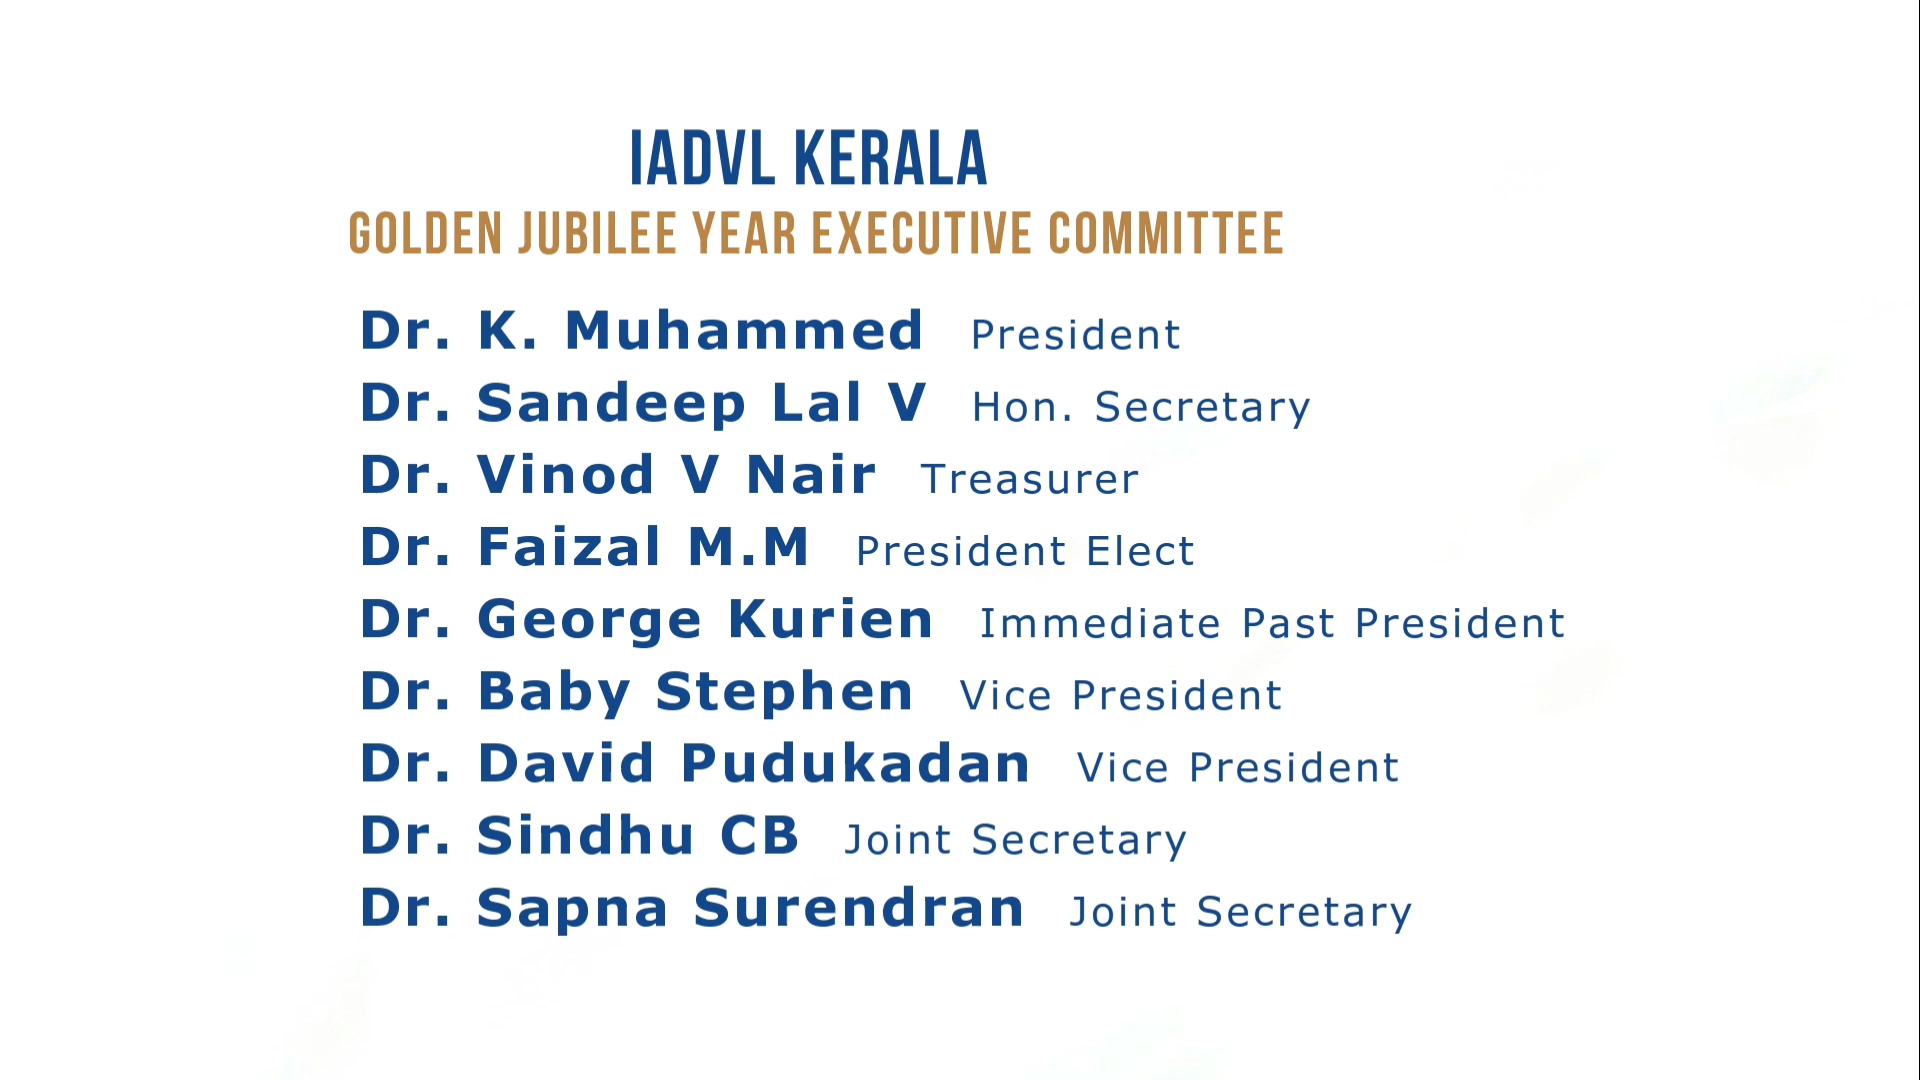 IADVL KERALA
GOLDEN JUBILEE YEAR EXECUTIVE COMMITTEE
Dr. K. Muhammed President
Dr. Sandeep Lal V Hon. Secretary
Dr. Vinod V Nair Treasurer
Dr. Faizal M.M President Elect
Dr. George Kurien Immediate Past President
Dr. Baby Stephen Vice President
Dr. David Pudukadan Vice President
Dr. Sindhu CB Joint Secretary
Dr. Sapna Surendran Joint Secretary